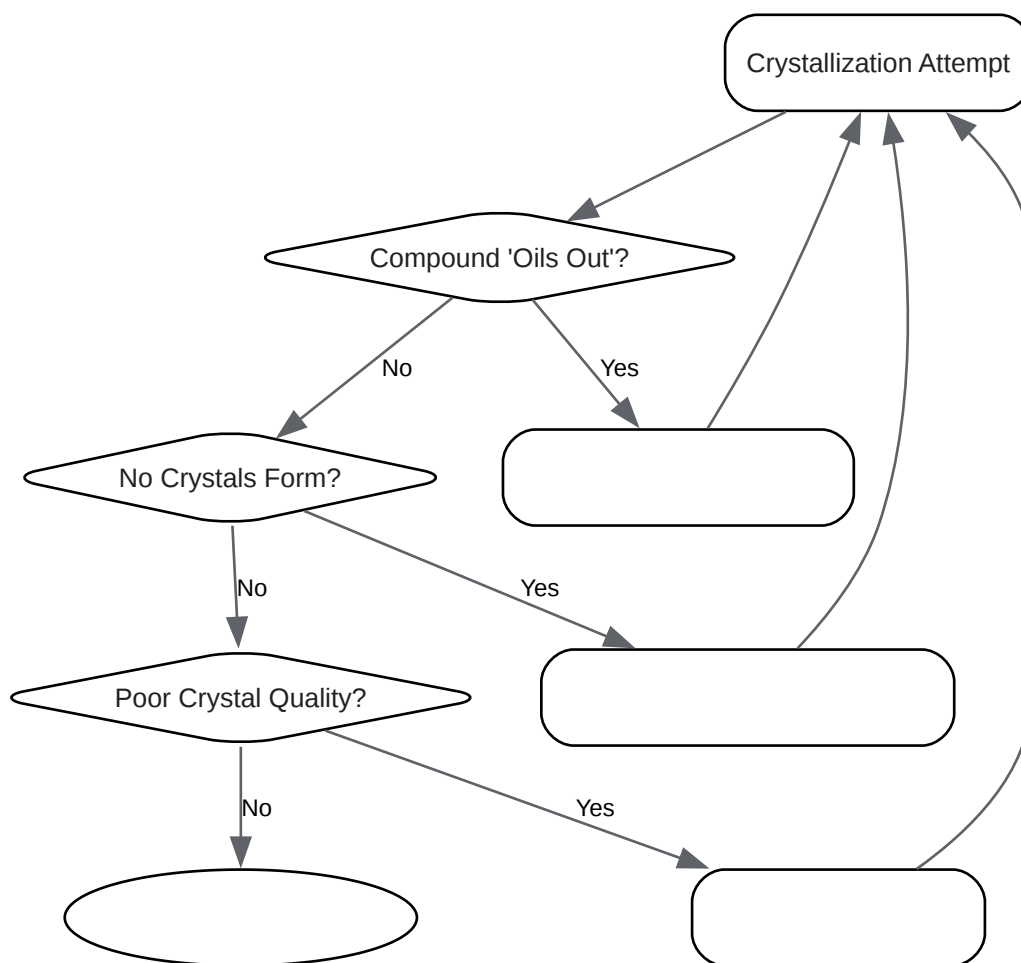 Crystallization Attempt
Compound 'Oils Out'?
No
Yes
No Crystals Form?
No
Yes
Poor Crystal Quality?
No
Yes